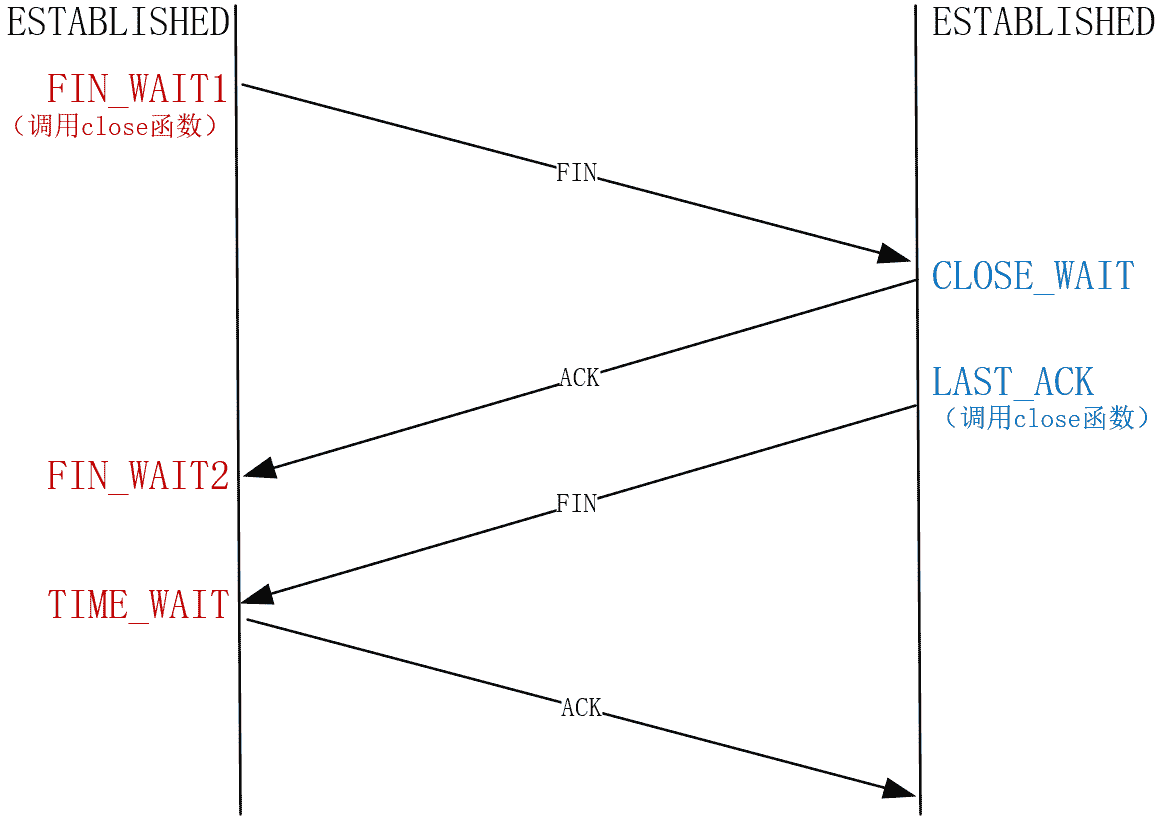 ESTABLISHED
ESTABLISHED
FIN_WAIT1
（调用close函数）
FIN
CLOSE_WAIT
ACK
LAST_ACK
（调用close函数）
FIN_WAIT2
FIN
TIME_WAIT
ACK